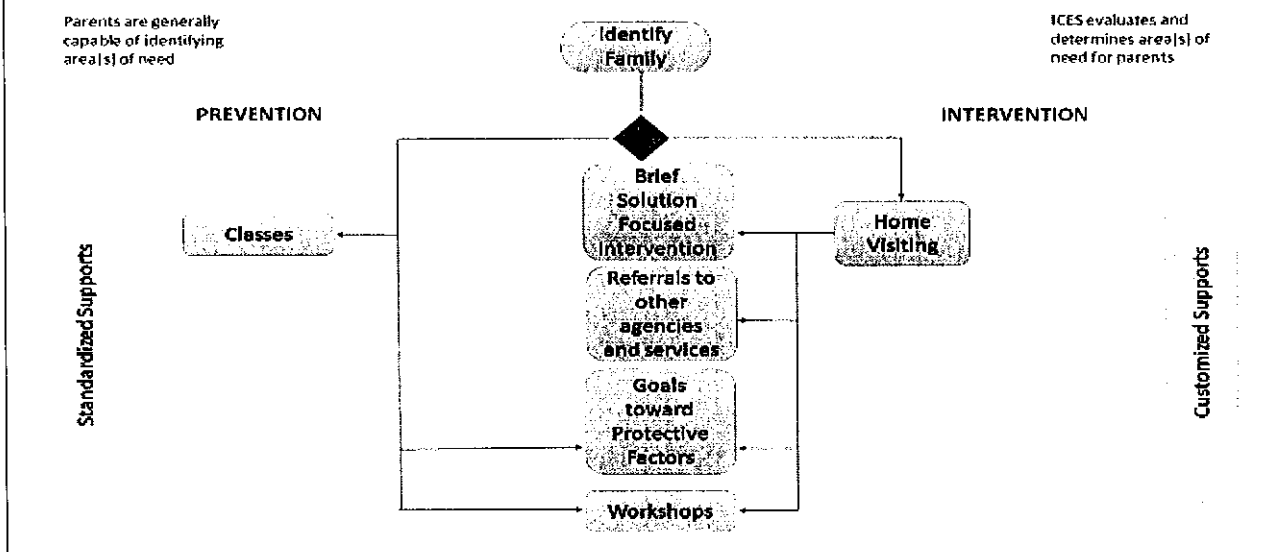 Parents are generally
capable of identifying
area(s) of need
Identify
Family
ICES evaluates and
determines area(s) of
need for parents
PREVENTION
INTERVENTION
Brief
Solution
Focused
Intervention
Classes
Home
Visiting
Standardized Supports
Customized Supports
Referrals to
other
agencies
and services
Goals
toward
Protective
Factors
Workshops